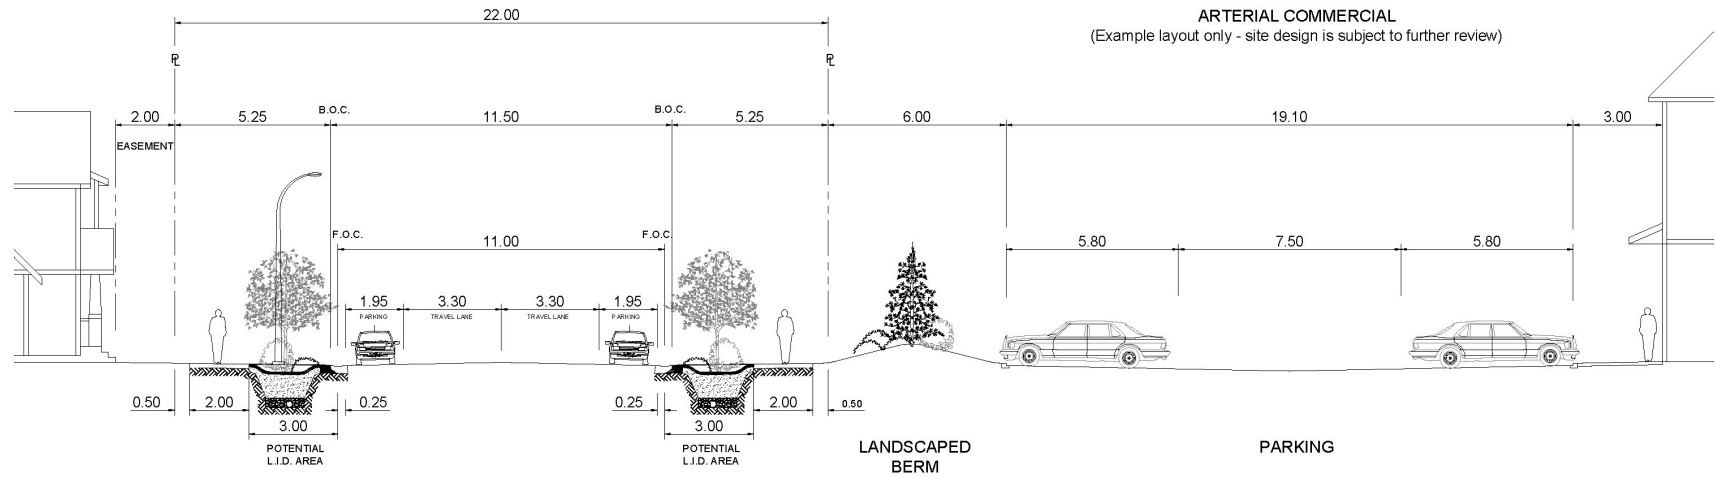 22.00
ARTERIAL COMMERCIAL
(Example layout only - site design is subject to further review)
PL
PL
B.O.C.
B.O.C.
2.00
5.25
11.50
5.25
6.00
19.10
3.00
EASEMENT
F.O.C.
F.O.C.
11.00
5.80
7.50
5.80
1.95
3.30
3.30
1.95
PARKING
TRAVEL LANE
TRAVEL LANE
PARKING
0.50
2.00
0.25
0.25
2.00
0.50
3.00
3.00
POTENTIAL
L.I.D. AREA
POTENTIAL
L.I.D. AREA
LANDSCAPED
BERM
PARKING